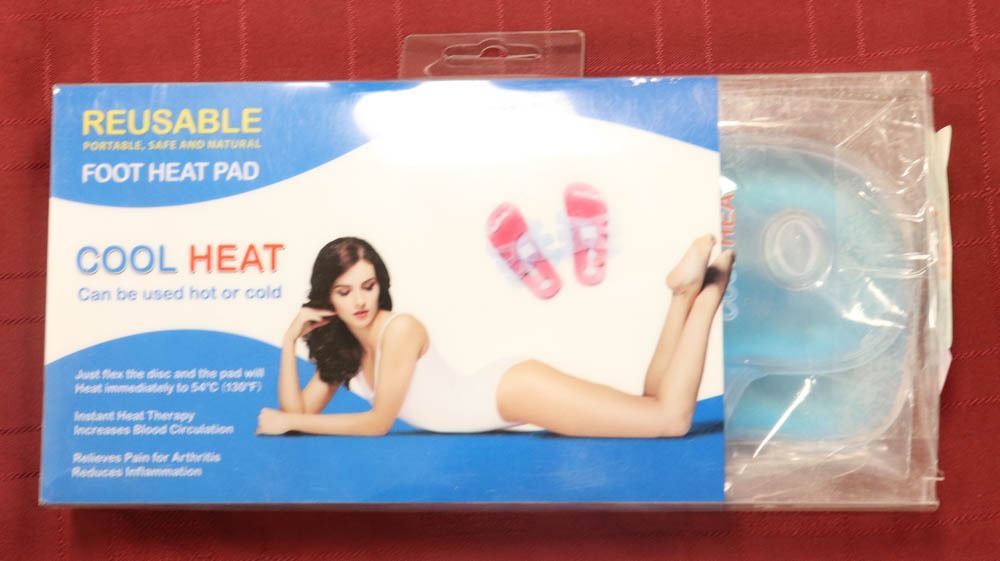 REUSABLE
PORTABLE, SAFE AND NATURAL
FOOT HEAT PAD
COOL HEAT
Can be used hot or cold
Just flex the disc and the pad will
Heat immediately to 54°C (130°F)
Instant Heat Therapy
Increases Blood Circulation
Relieves Pain for Arthritis
Reduces Inflammation